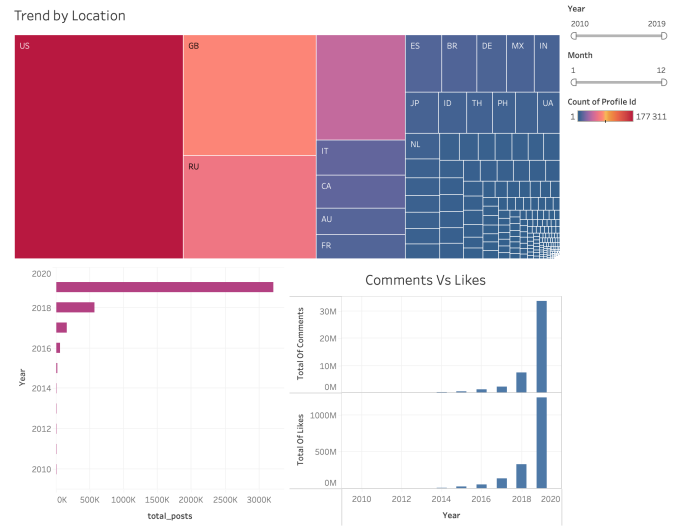 Trend by Location
US
GB
RU
IT
CA
AU
FR
ES
BR
DE
MX
IN
JP
ID
TH
PH
UA
NL
Year
2010 2019
Month
1 12
Count of Profile Id
1 177 311
2020
2018
2016
2014
2012
2010
Year
0K 500K 1000K 1500K 2000K 2500K 3000K
total_posts
Comments Vs Likes
Total Of Comments
30M
20M
10M
0M
Total Of Likes
1000M
500M
0M
2010 2012 2014 2016 2018 2020
Year